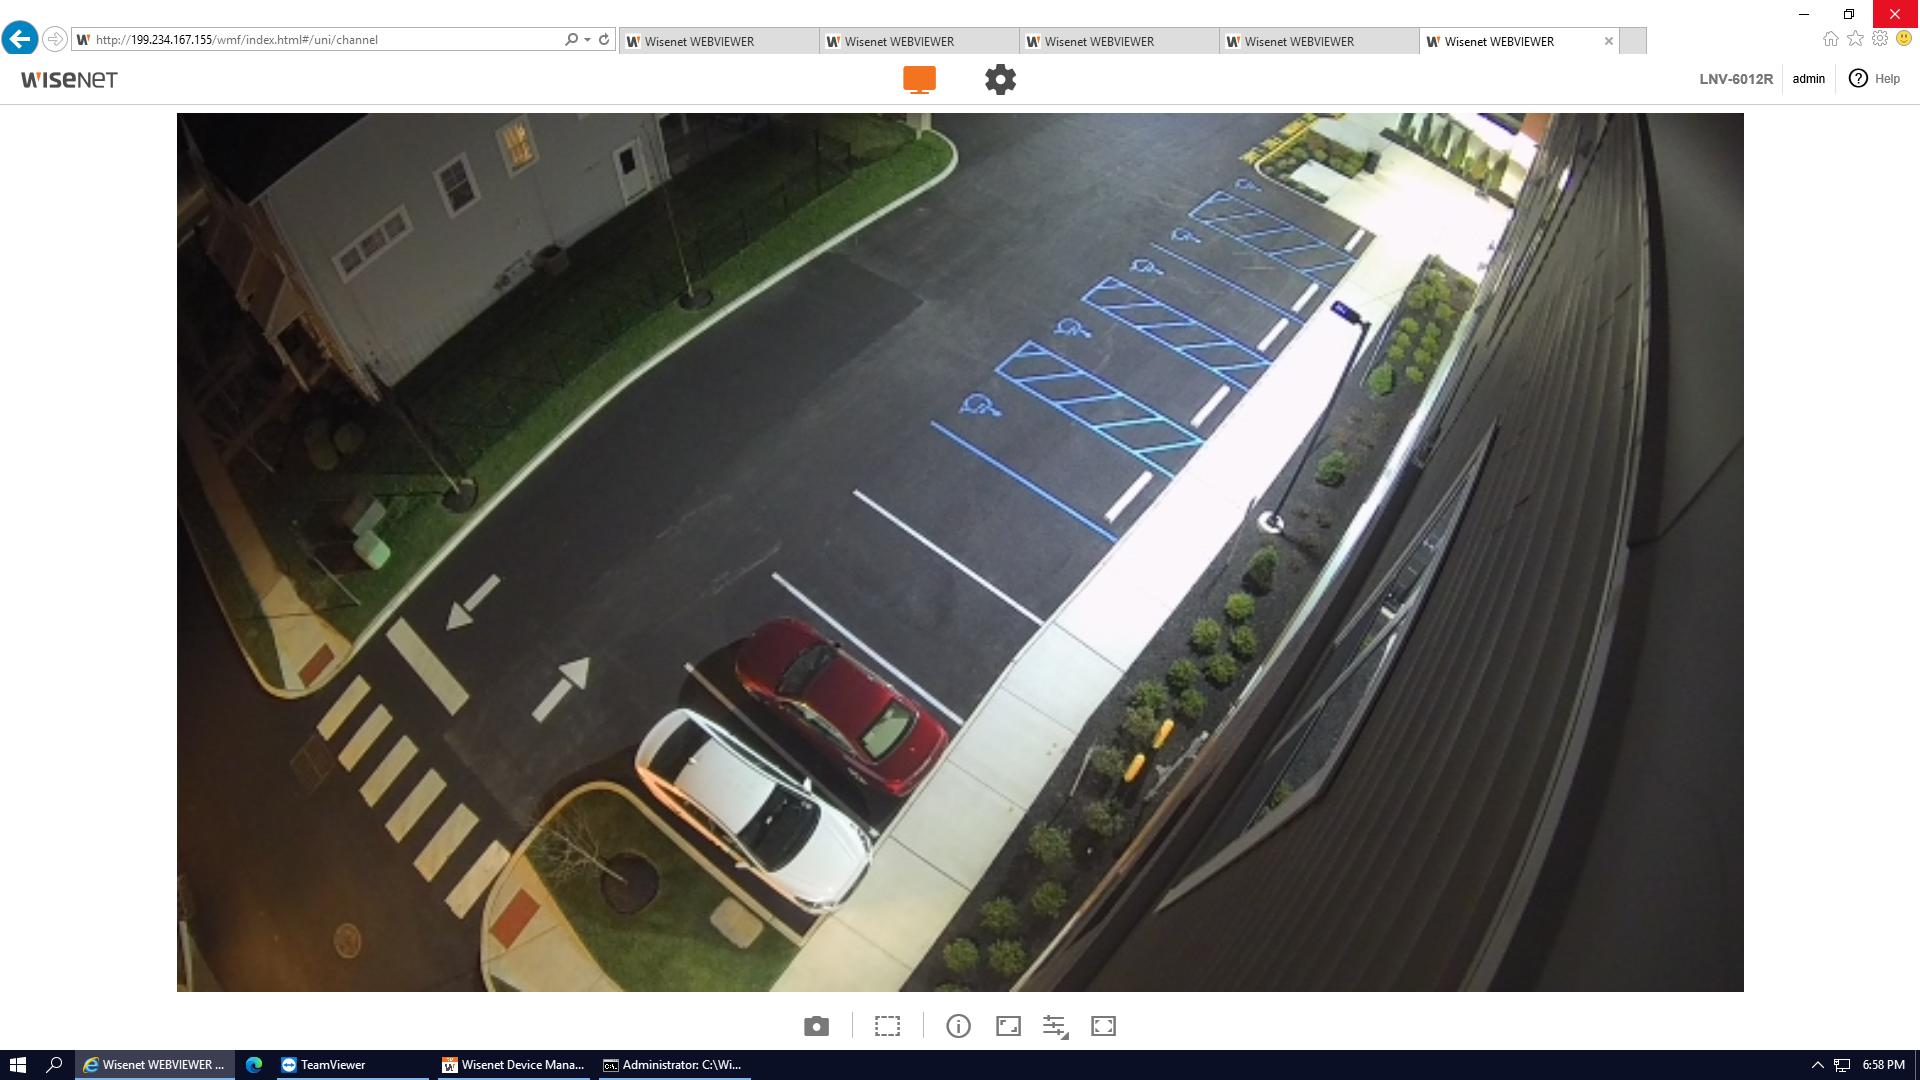 http://199.234.167.155/wmf/index.html#/uni/channel
Wisenet WEBVIEWER
Wisenet WEBVIEWER
Wisenet WEBVIEWER
Wisenet WEBVIEWER
Wisenet WEBVIEWER
WISENET
LNV-6012R
admin
? Help
Wisenet WEBVIEWER ...
TeamViewer
Wisenet Device Mana...
Administrator: C:\Wi...
6:58 PM